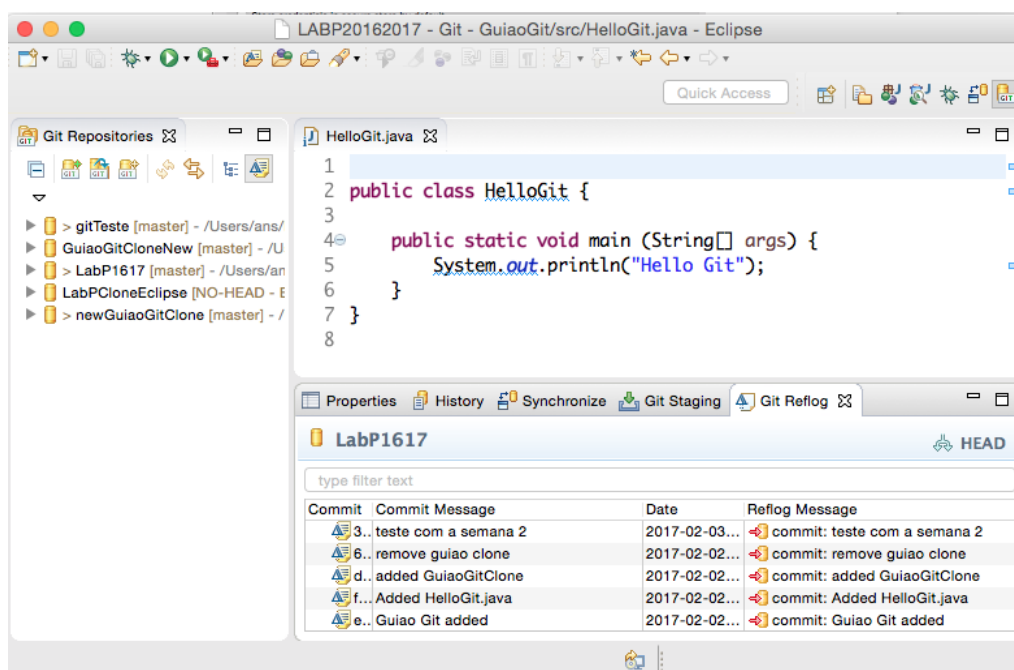 LABP20162017 - Git - GuiaoGit/src/HelloGit.java - Eclipse
Quick Access
Git Repositories
> gitTeste [master] - /Users/ans/
GuiaoGitCloneNew [master] - /U
> LabP1617 [master] - /Users/an
LabPCloneEclipse [NO-HEAD - E
> newGuiaoGitClone [master] - /
HelloGit.java
1
2 public class HelloGit {
3
4 public static void main (String[] args) {
5 System.out.println("Hello Git");
6 }
7 }
8
Properties History Synchronize Git Staging Git Reflog
LabP1617 HEAD
type filter text
Commit Commit Message Date Reflog Message
3.. teste com a semana 2 2017-02-03... commit: teste com a semana 2
6.. remove guiao clone 2017-02-02... commit: remove guiao clone
d.. added GuiaoGitClone 2017-02-02... commit: added GuiaoGitClone
f... Added HelloGit.java 2017-02-02... commit: Added HelloGit.java
e.. Guiao Git added 2017-02-02... commit: Guiao Git added